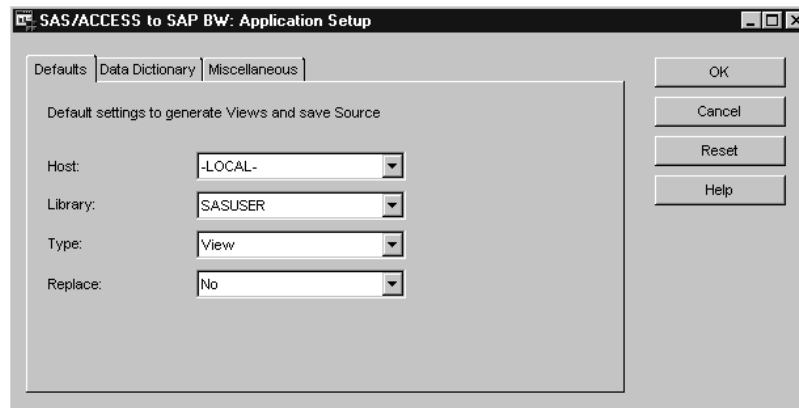 SAS/ACCESS to SAP BW: Application Setup
Defaults Data Dictionary Miscellaneous
Default settings to generate Views and save Source
Host: -LOCAL-
Library: SASUSER
Type: View
Replace: No
OK
Cancel
Reset
Help